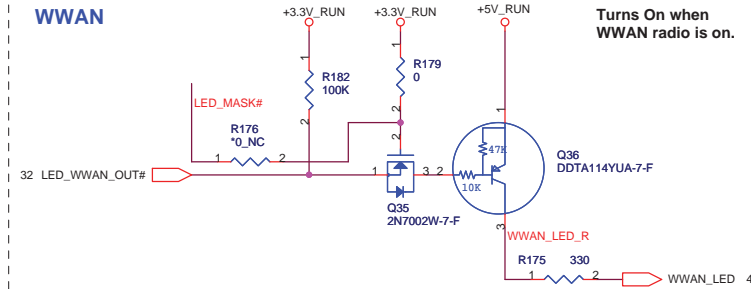 WWAN
+3.3V_RUN
+3.3V_RUN
+5V_RUN
Turns On when
WWAN radio is on.
1
R182
100K
2
1
R179
0
2
LED_MASK#
R176
*0_NC
1
2
32 LED_WWAN_OUT#
1
2
3
Q35
2N7002W-7-F
2
10K
47K
1
Q36
DDTA114YUA-7-F
3
WWAN_LED_R
R175 330
1
2
WWAN_LED 4